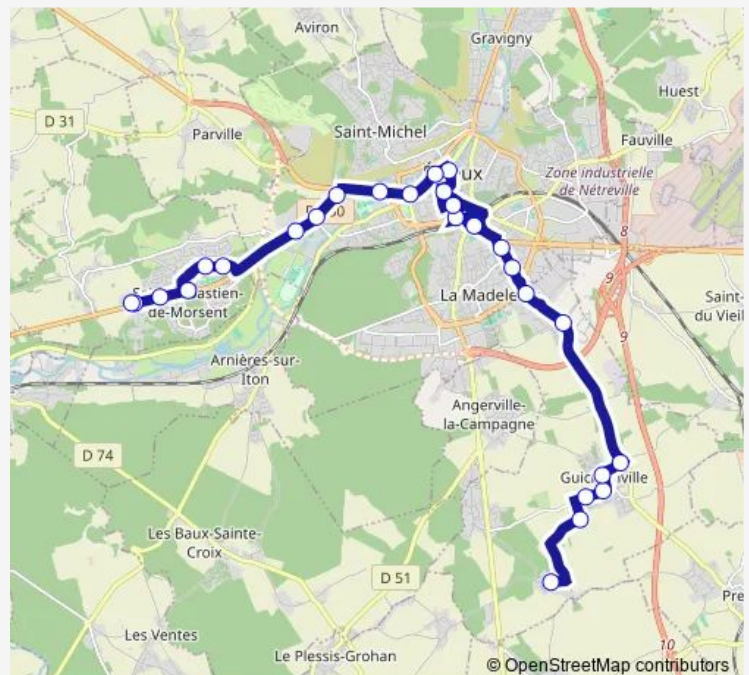 Aviron
Gravigny
Huest
D 31
Parville
Saint-Michel
Fauville
Zone industrielle
de Nétreville
8
9
La Madele
Saint-
du Vieil
de-Morsent
Arnières-sur-
Iton
9
Angerville-
la-Campagne
D 74
Les Baux-Sainte-
Croix
D 51
Pre
Les Ventes
Le Plessis-Grohan
10
© OpenStreetMap contributors